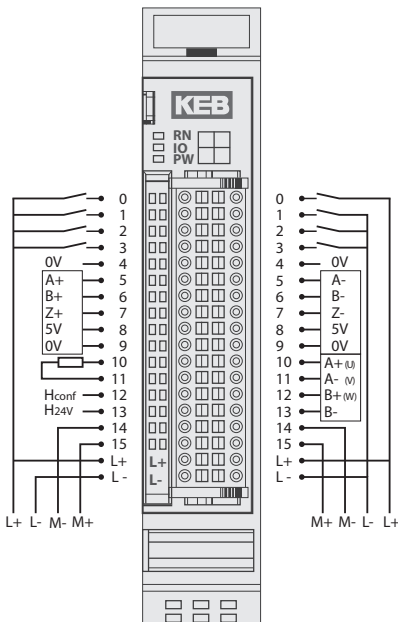 KEB
RN
IO
PW
0
1
2
3
0V 4
A+ 5
B+ 6
Z+ 7
5V 8
0V 9
10
11
Hconf 12
H24V 13
14
15
L+
L -
L+ L- M- M+
L+
L-
0
1
2
3
4 0V
5 A-
6 B-
7 Z-
8 5V
9 0V
10 A+ (U)
11 A- (V)
12 B+ (W)
13 B-
14
15
L+
L -
M+ M- L- L+